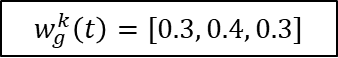 w_g^k(t) = [0.3, 0.4, 0.3]